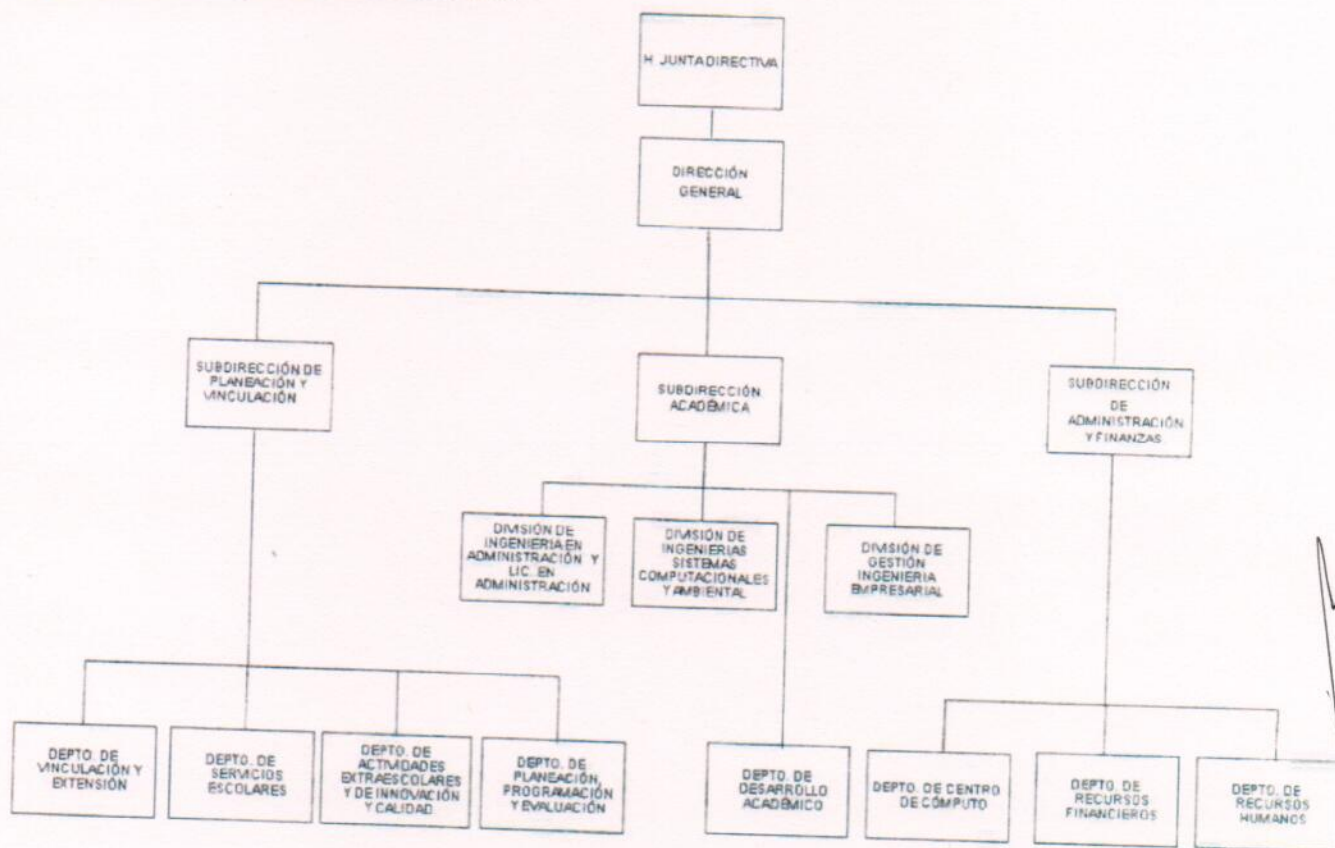 H. JUNTA DIRECTIVA
DIRECCIÓN
GENERAL
SUBDIRECCIÓN DE
PLANEACIÓN Y
VINCULACIÓN
SUBDIRECCIÓN
ACADÉMICA
SUBDIRECCIÓN
DE
ADMINISTRACIÓN
Y FINANZAS
DIVISIÓN DE
INGENIERIA EN
ADMINISTRACIÓN Y
LIC. EN
ADMINISTRACIÓN
DIVISIÓN DE
INGENIERIAS
SISTEMAS
COMPUTACIONALES
Y AMBIENTAL
DIVISIÓN DE
GESTIÓN
INGENIERIA
EMPRESARIAL
DEPTO. DE
VINCULACIÓN Y
EXTENSIÓN
DEPTO. DE
SERVICIOS
ESCOLARES
DEPTO. DE
ACTIVIDADES
EXTRAESCOLARES
Y DE INNOVACIÓN
Y CALIDAD
DEPTO. DE
PLANEACIÓN,
PROGRAMACIÓN
Y EVALUACIÓN
DEPTO. DE
DESARROLLO
ACADÉMICO
DEPTO. DE CENTRO
DE CÓMPUTO
DEPTO. DE
RECURSOS
FINANCIEROS
DEPTO. DE
RECURSOS
HUMANOS